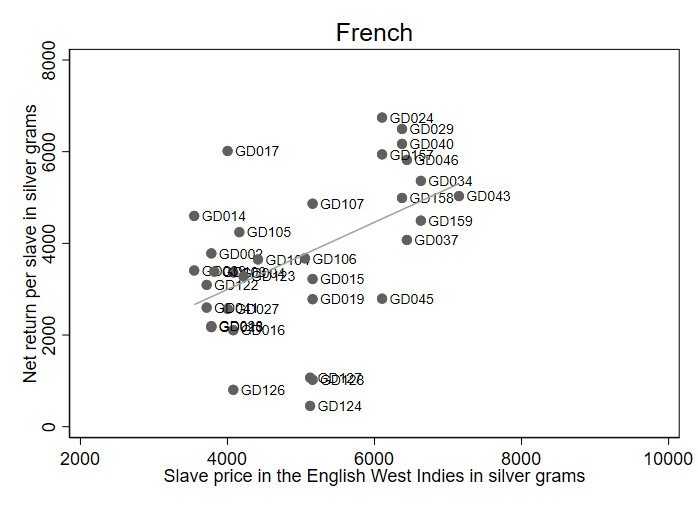 French
Net return per slave in silver grams
8000
6000
4000
2000
0
GD024
GD029
GD040
GD017
GD157
GD046
GD034
GD158
GD043
GD107
GD014
GD159
GD105
GD037
GD002
GD106
GD123
GD015
GD122
GD019
GD045
GD041
GD027
GD016
GD127
GD128
GD126
GD124
2000
4000
6000
8000
10000
Slave price in the English West Indies in silver grams